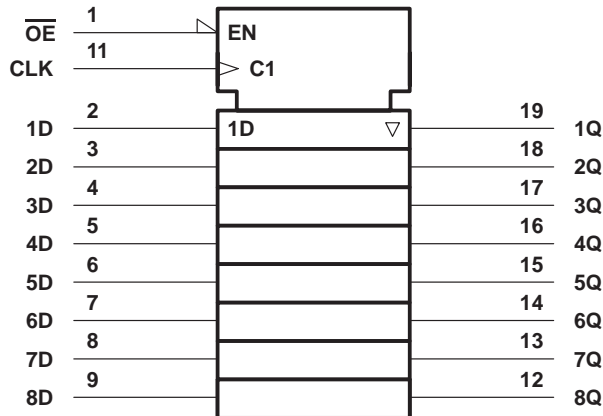 1
OE EN
11
CLK C1
2 19
1D 1D 1Q
3 18
2D 2Q
4 17
3D 3Q
5 16
4D 4Q
6 15
5D 5Q
7 14
6D 6Q
8 13
7D 7Q
9 12
8D 8Q